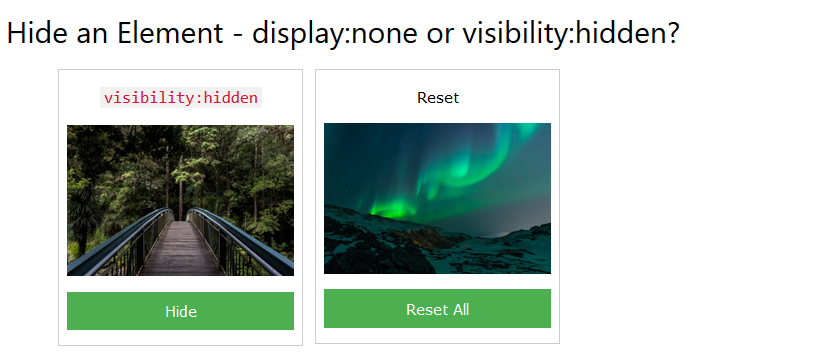 Hide an Element - display:none or visibility:hidden?
visibility:hidden
Reset
Hide
Reset All